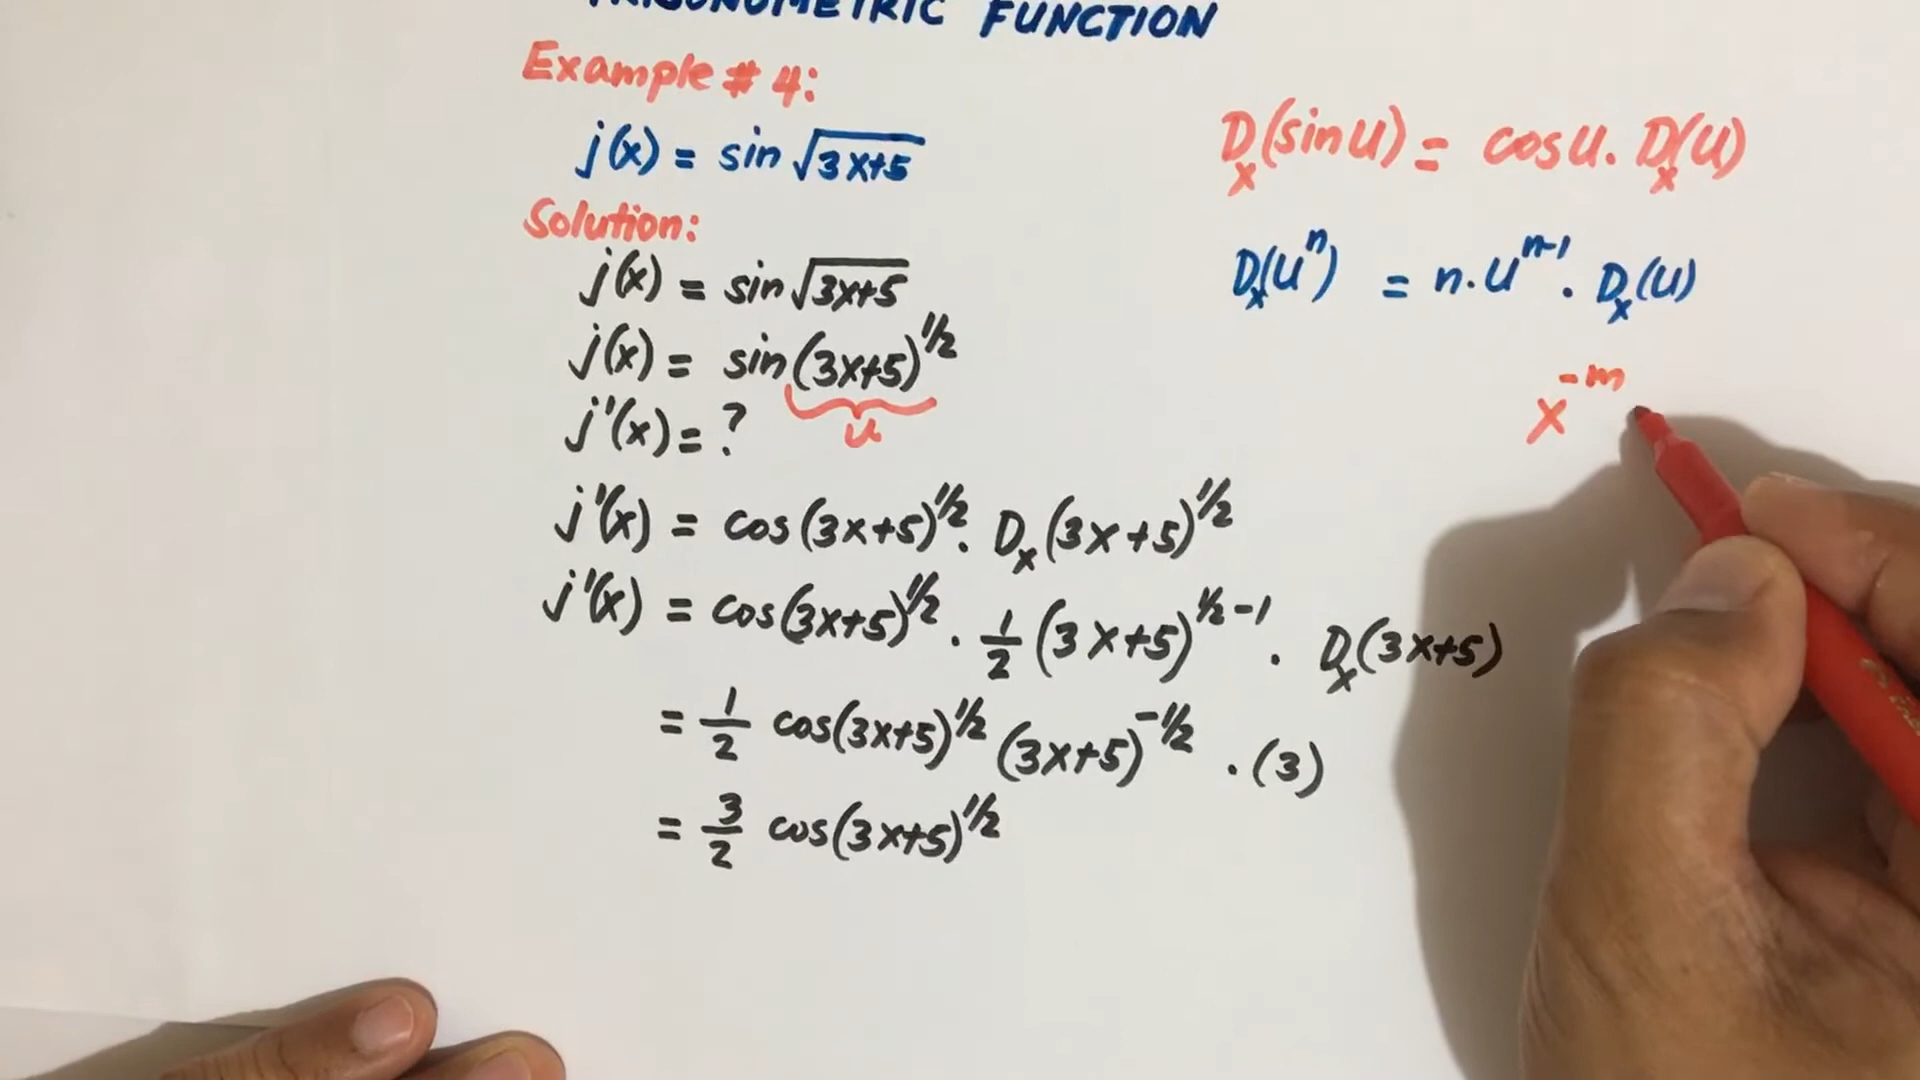 TRIGONOMETRIC FUNCTION
Example # 4:
j(x) = sin √(3x+5)
Solution:
j(x) = sin √(3x+5)
j(x) = sin (3x+5)^1/2
u
j'(x) = ?
j'(x) = cos (3x+5)^1/2 . Dx (3x+5)^1/2
j'(x) = cos(3x+5)^1/2 . 1/2 (3x+5)^1/2-1 . Dx(3x+5)
= 1/2 cos(3x+5)^1/2 (3x+5)^-1/2 . (3)
= 3/2 cos(3x+5)^1/2
Dx(sin u) = cos u . Dx(u)
Dx(u^n) = n . u^n-1 . Dx(u)
x^-m